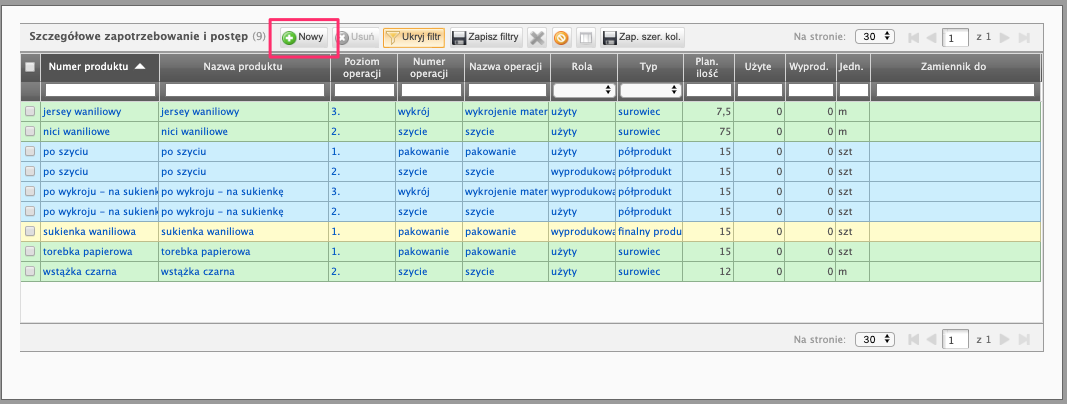 Szczegółowe zapotrzebowanie i postęp (9) Nowy Usuń Ukryj filtr Zapisz filtry Zap. szer. kol. Na stronie: 30 1 z 1
Numer produktu Nazwa produktu Poziom operacji Numer operacji Nazwa operacji Rola Typ Plan. ilość Użyte Wyprod. Jedn. Zamiennik do
jersey waniliowy jersey waniliowy 3. wykrój wykrojenie mater użyty surowiec 7,5 0 0 m
nici waniliowe nici waniliowe 2. szycie szycie użyty surowiec 75 0 0 m
po szyciu po szyciu 1. pakowanie pakowanie użyty półprodukt 15 0 0 szt
po szyciu po szyciu 2. szycie szycie wyprodukowa półprodukt 15 0 0 szt
po wykroju – na sukienk po wykroju – na sukienkę 3. wykrój wykrojenie mater wyprodukowa półprodukt 15 0 0 szt
po wykroju – na sukienk po wykroju – na sukienkę 2. szycie szycie użyty półprodukt 15 0 0 szt
sukienka waniliowa sukienka waniliowa 1. pakowanie pakowanie wyprodukowa finalny produ 15 0 0 szt
torebka papierowa torebka papierowa 1. pakowanie pakowanie użyty surowiec 15 0 0 szt
wstążka czarna wstążka czarna 2. szycie szycie użyty surowiec 12 0 0 m
Na stronie: 30 1 z 1